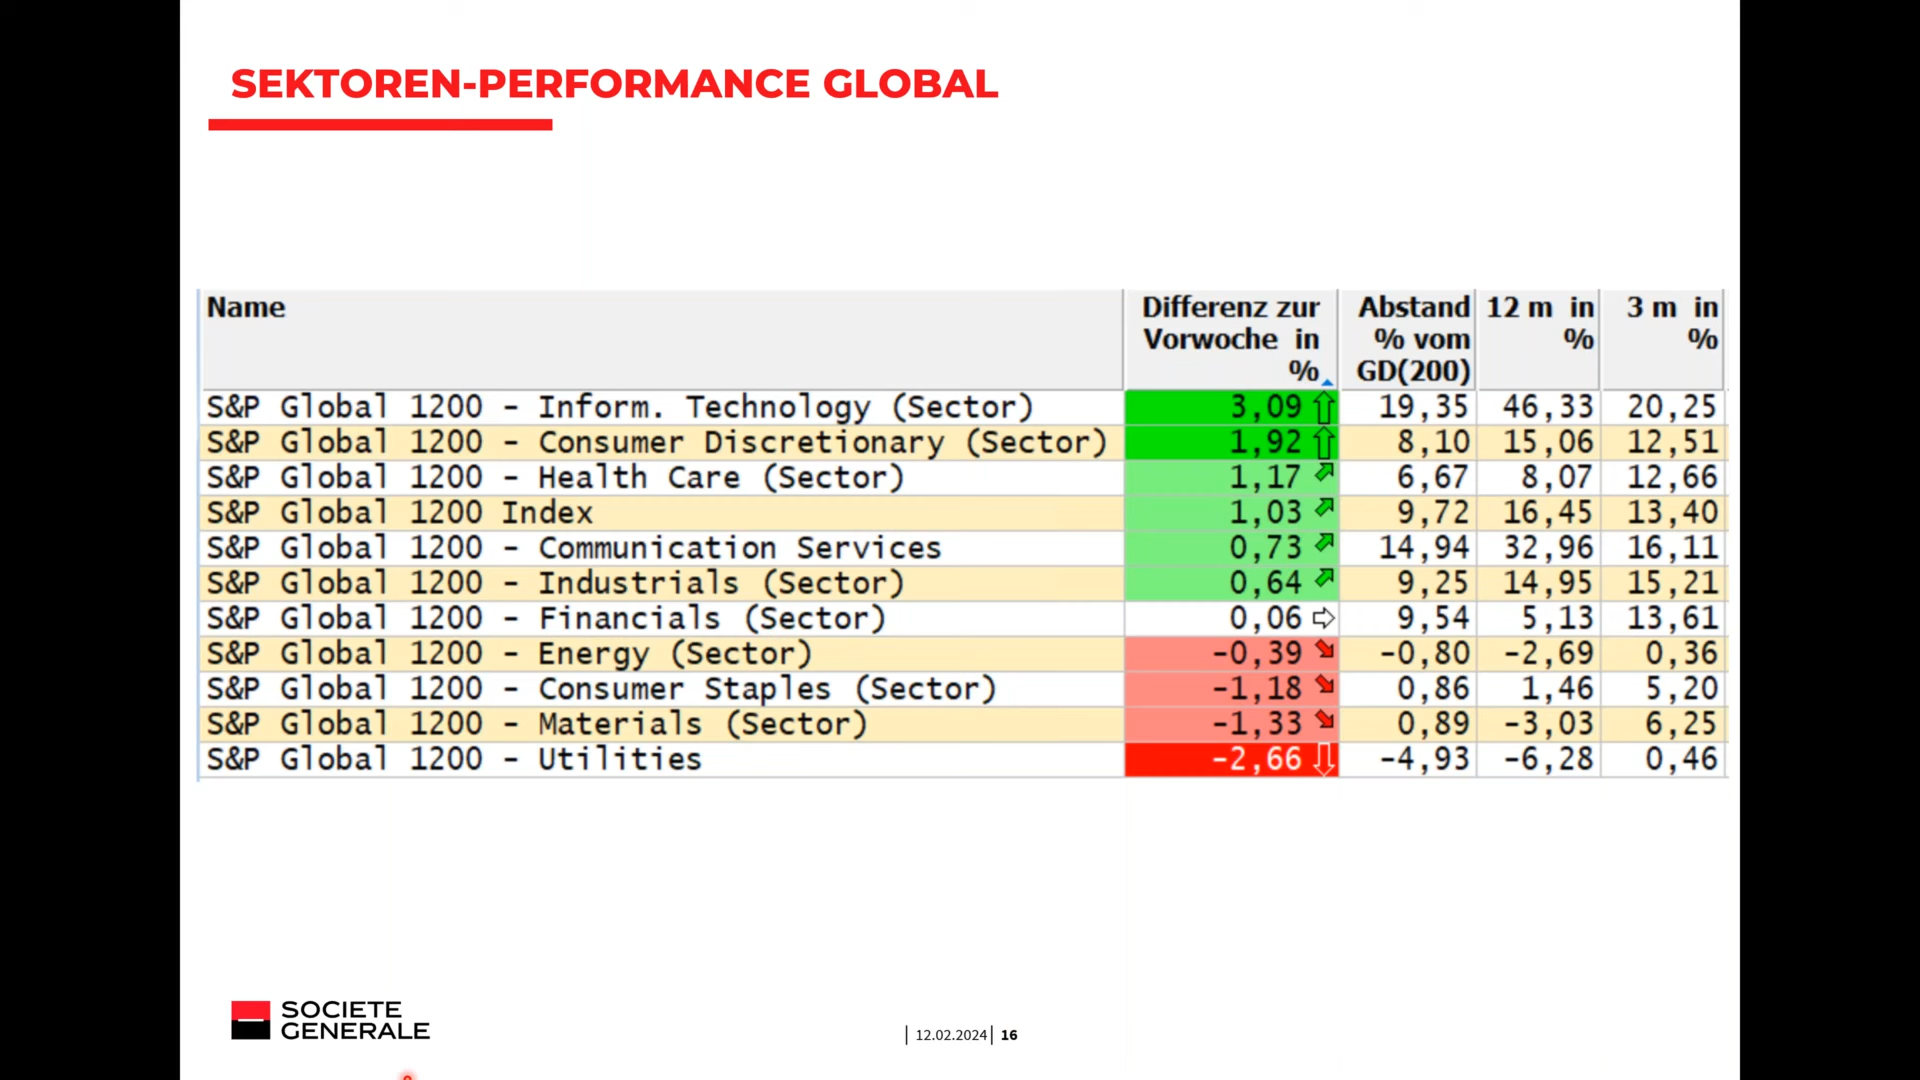 SEKTOREN-PERFORMANCE GLOBAL
Name Differenz zur Vorwoche in % Abstand % vom GD(200) 12 m in % 3 m in %
S&P Global 1200 - Inform. Technology (Sector) 3,09 19,35 46,33 20,25
S&P Global 1200 - Consumer Discretionary (Sector) 1,92 8,10 15,06 12,51
S&P Global 1200 - Health Care (Sector) 1,17 6,67 8,07 12,66
S&P Global 1200 Index 1,03 9,72 16,45 13,40
S&P Global 1200 - Communication Services 0,73 14,94 32,96 16,11
S&P Global 1200 - Industrials (Sector) 0,64 9,25 14,95 15,21
S&P Global 1200 - Financials (Sector) 0,06 9,54 5,13 13,61
S&P Global 1200 - Energy (Sector) -0,39 -0,80 -2,69 0,36
S&P Global 1200 - Consumer Staples (Sector) -1,18 0,86 1,46 5,20
S&P Global 1200 - Materials (Sector) -1,33 0,89 -3,03 6,25
S&P Global 1200 - Utilities -2,66 -4,93 -6,28 0,46
SOCIETE
GENERALE
| 12.02.2024 | 16